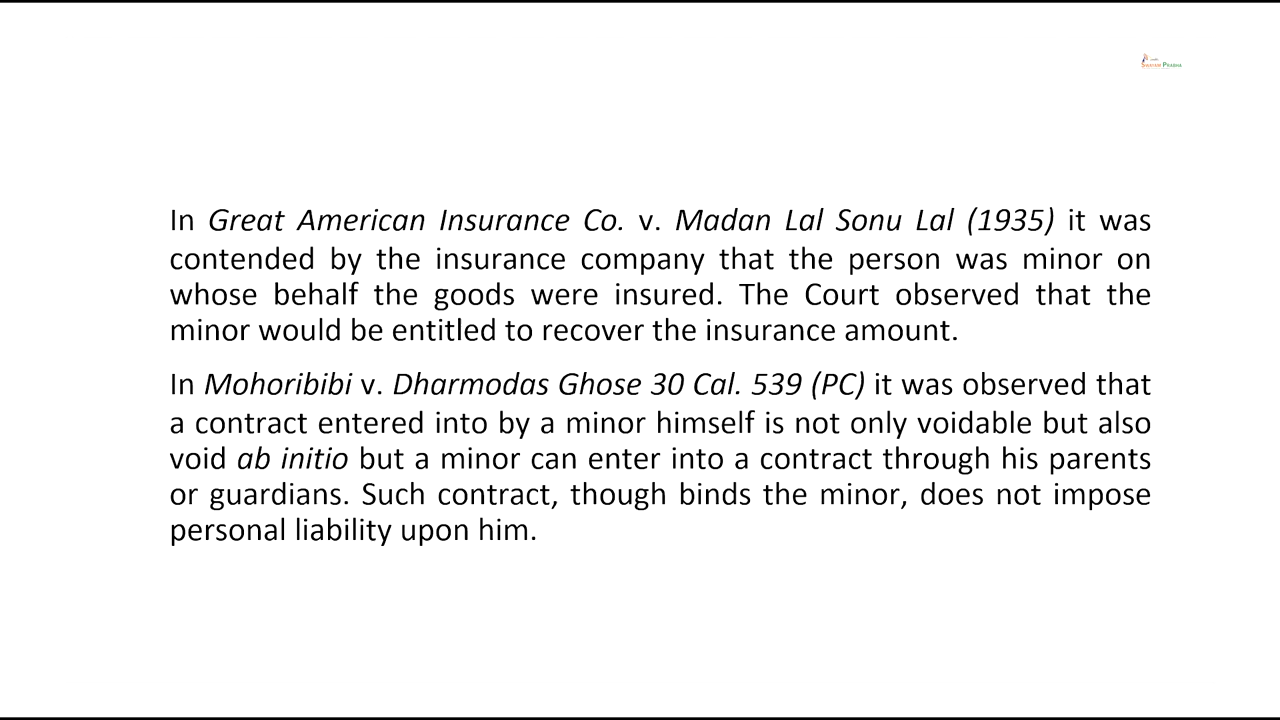 SWAYAM PRABHA
In Great American Insurance Co. v. Madan Lal Sonu Lal (1935) it was
contended by the insurance company that the person was minor on
whose behalf the goods were insured. The Court observed that the
minor would be entitled to recover the insurance amount.
In Mohoribibi v. Dharmodas Ghose 30 Cal. 539 (PC) it was observed that
a contract entered into by a minor himself is not only voidable but also
void ab initio but a minor can enter into a contract through his parents
or guardians. Such contract, though binds the minor, does not impose
personal liability upon him.